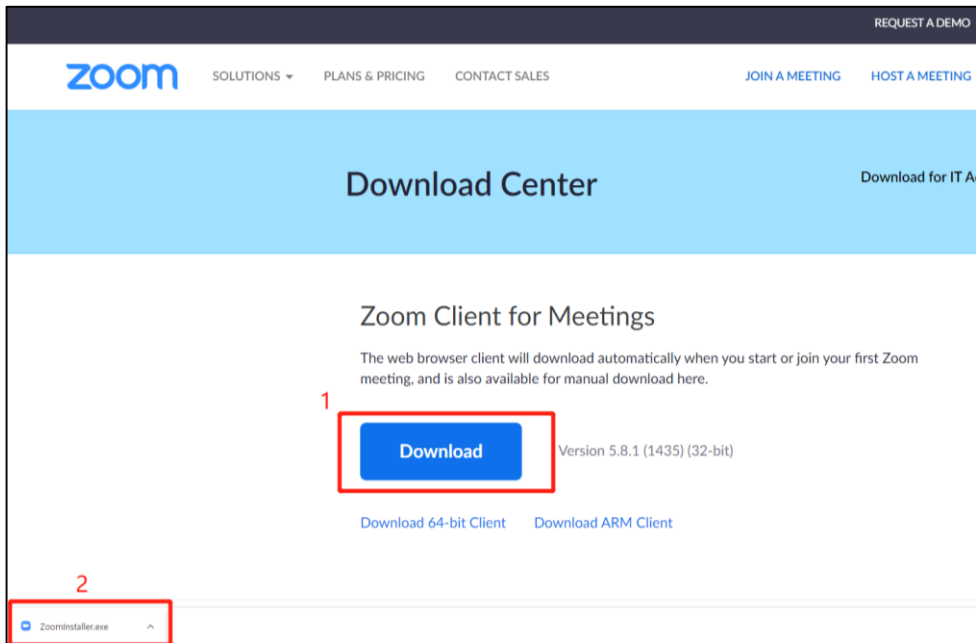 REQUEST A DEMO
zoom SOLUTIONS PLANS & PRICING CONTACT SALES JOIN A MEETING HOST A MEETING
Download Center
Download for IT A
Zoom Client for Meetings
The web browser client will download automatically when you start or join your first Zoom
meeting, and is also available for manual download here.
1
Download Version 5.8.1 (1435) (32-bit)
Download 64-bit Client Download ARM Client
2
ZoomInstaller.exe